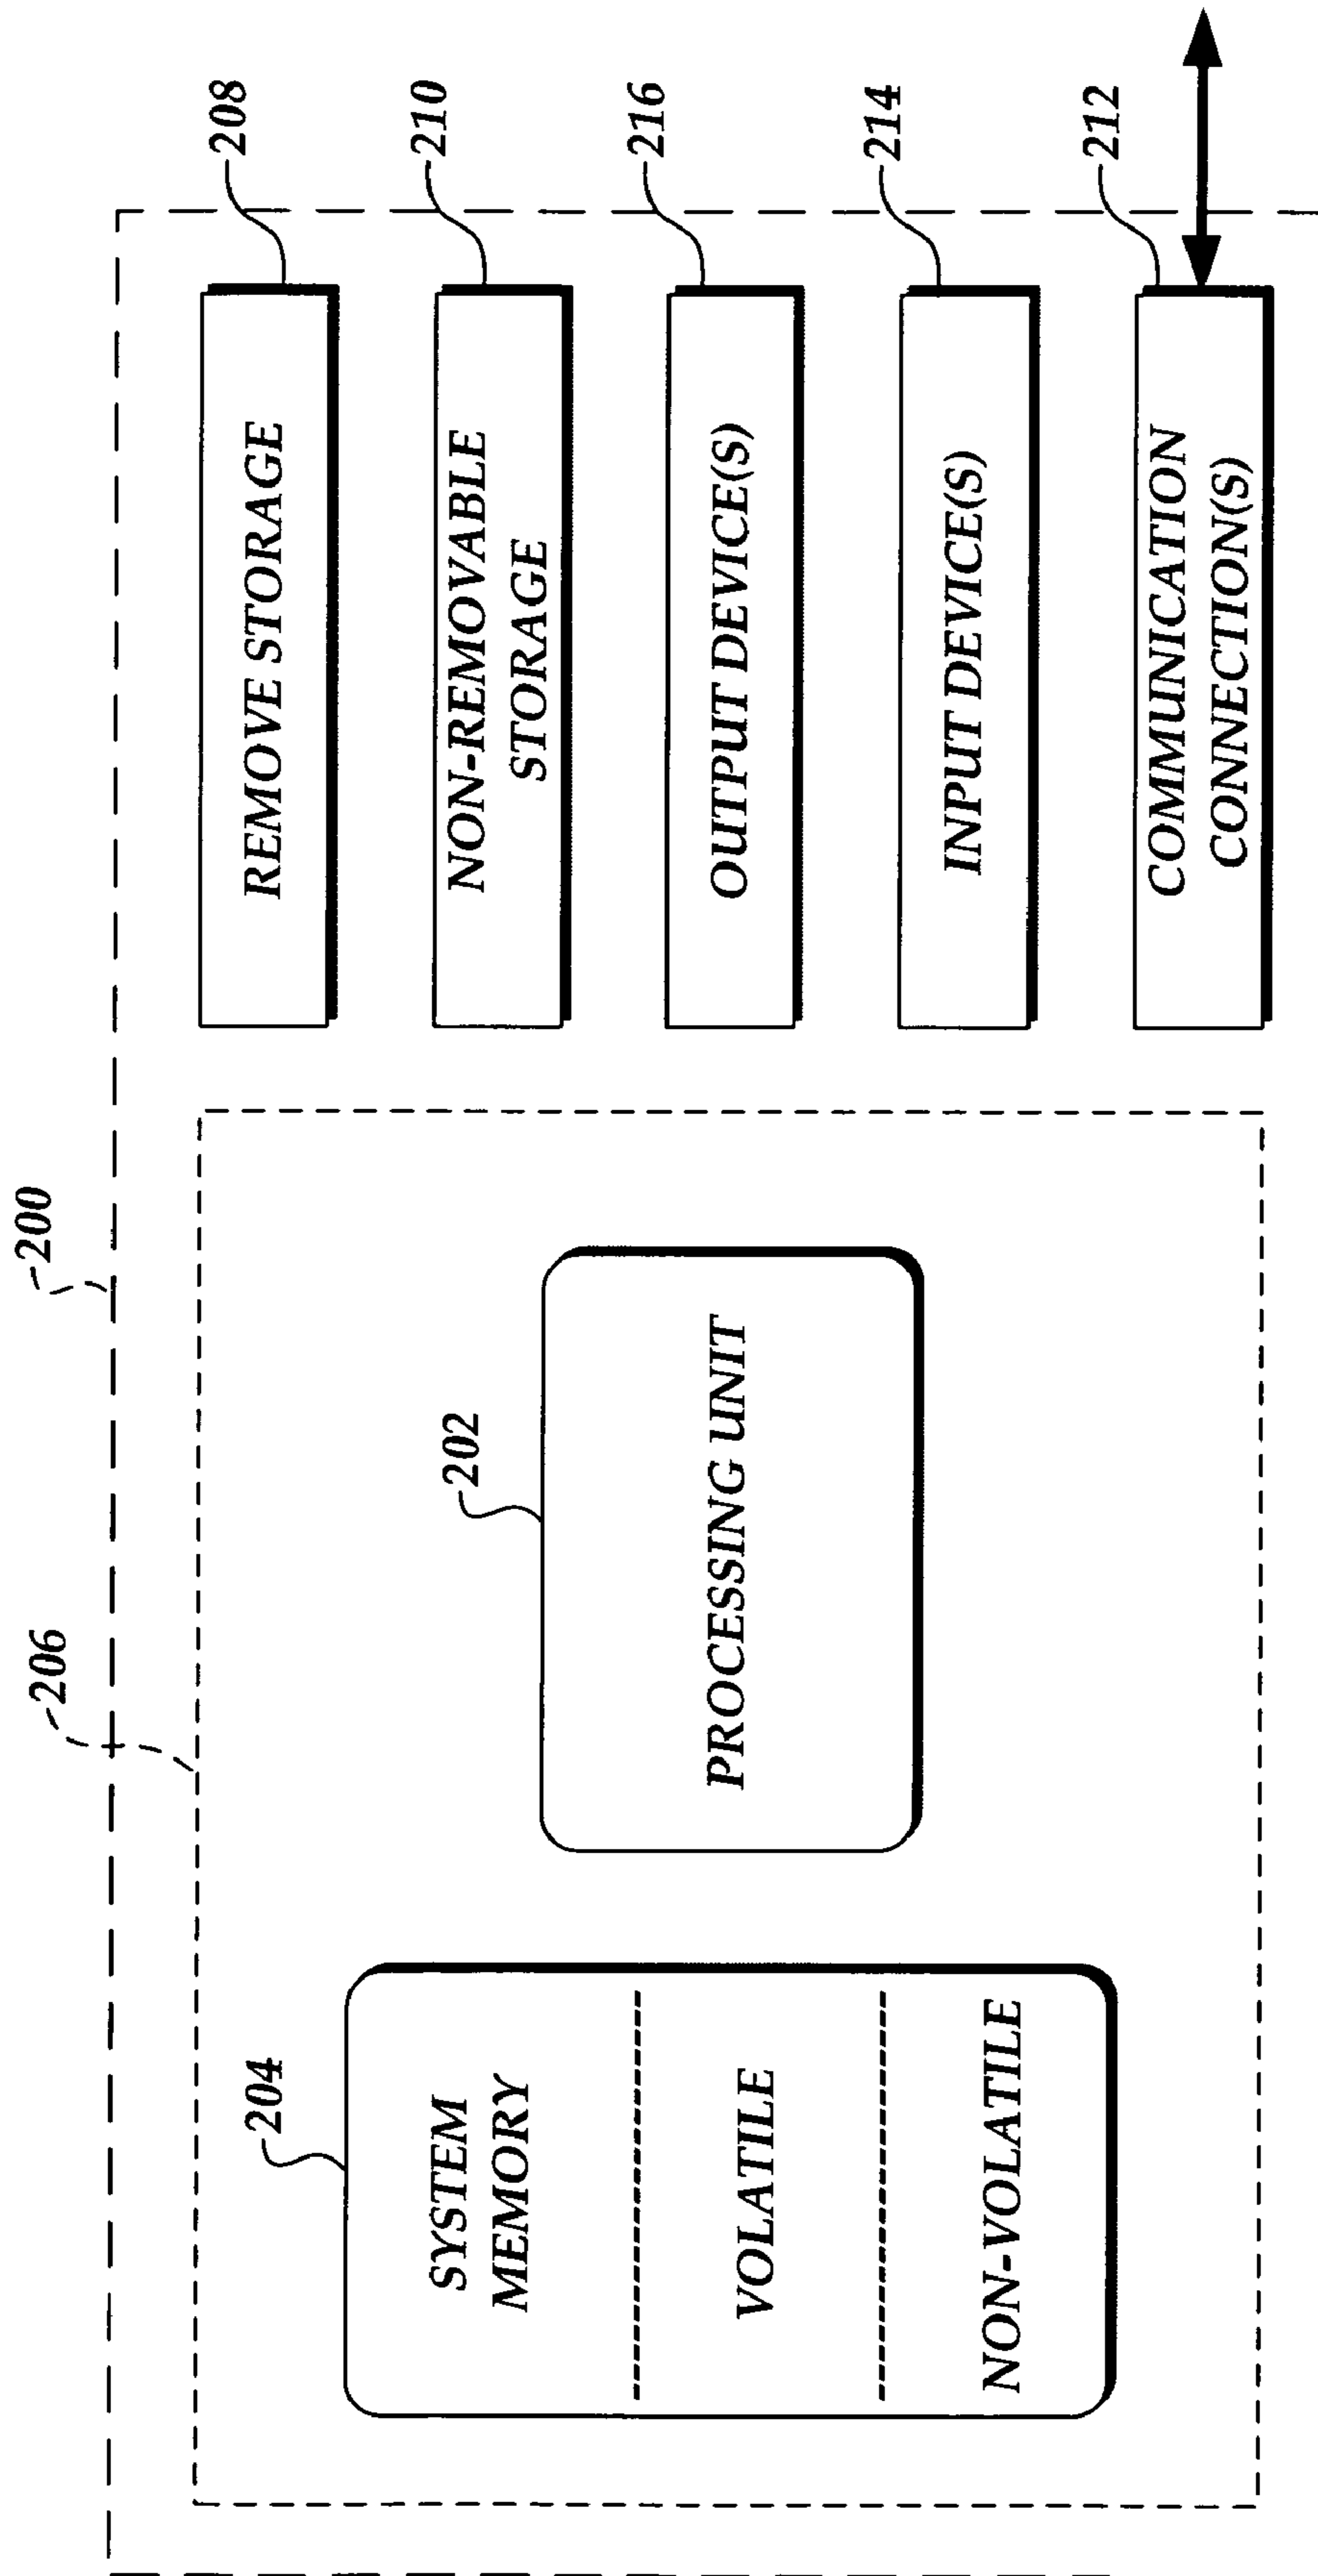 200
206
204
SYSTEM
MEMORY
VOLATILE
NON-VOLATILE
202
PROCESSING UNIT
208
REMOVE STORAGE
210
NON-REMOVABLE
STORAGE
216
OUTPUT DEVICE(S)
214
INPUT DEVICE(S)
212
COMMUNICATION
CONNECTION(S)